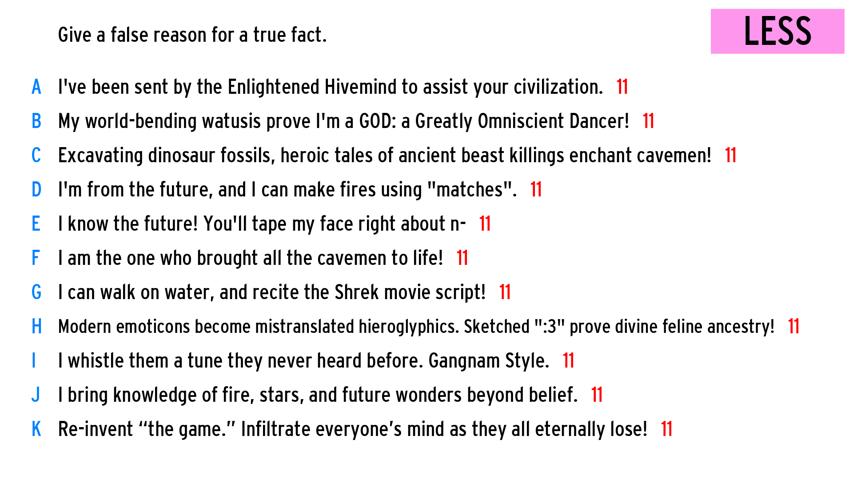 Give a false reason for a true fact.
LESS
A I've been sent by the Enlightened Hivemind to assist your civilization. 11
B My world-bending watusis prove I'm a GOD: a Greatly Omniscient Dancer! 11
C Excavating dinosaur fossils, heroic tales of ancient beast killings enchant cavemen! 11
D I'm from the future, and I can make fires using "matches". 11
E I know the future! You'll tape my face right about n- 11
F I am the one who brought all the cavemen to life! 11
G I can walk on water, and recite the Shrek movie script! 11
H Modern emoticons become mistranslated hieroglyphics. Sketched ":3" prove divine feline ancestry! 11
I I whistle them a tune they never heard before. Gangnam Style. 11
J I bring knowledge of fire, stars, and future wonders beyond belief. 11
K Re-invent “the game.” Infiltrate everyone’s mind as they all eternally lose! 11